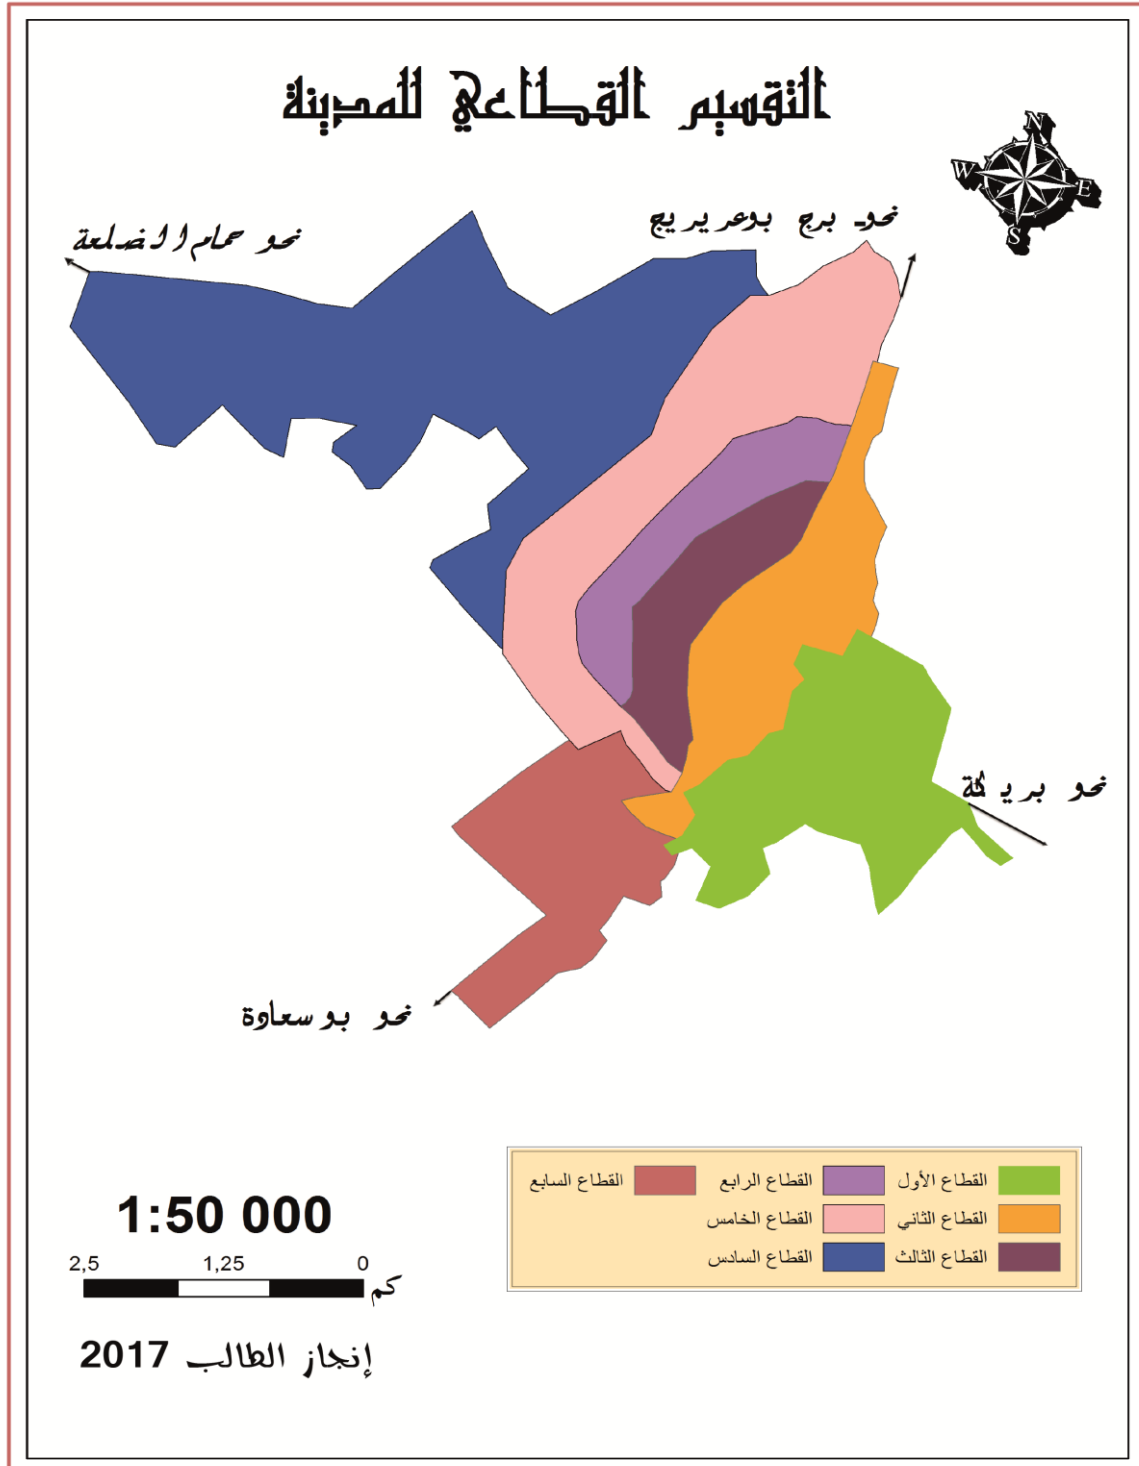 التقسيم القطاعي للمدينة
N
W
E
S
نحو برج بوعريريج
نحو حمام الضلعة
نحو بريكة
نحو بوسعادة
القطاع الأول
القطاع الرابع
القطاع السابع
القطاع الثاني
القطاع الخامس
القطاع الثالث
القطاع السادس
1:50 000
2,5 1,25 0
كم
إنجاز الطالب 2017